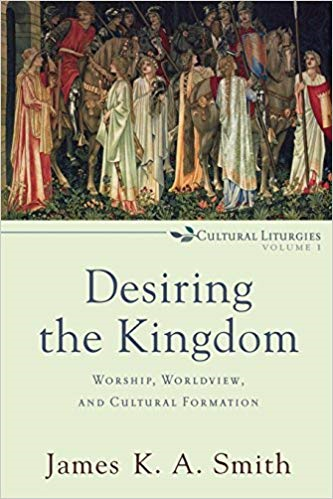 Cultural Liturgies
Volume 1
Desiring
the Kingdom
Worship, Worldview,
and Cultural Formation
James K. A. Smith